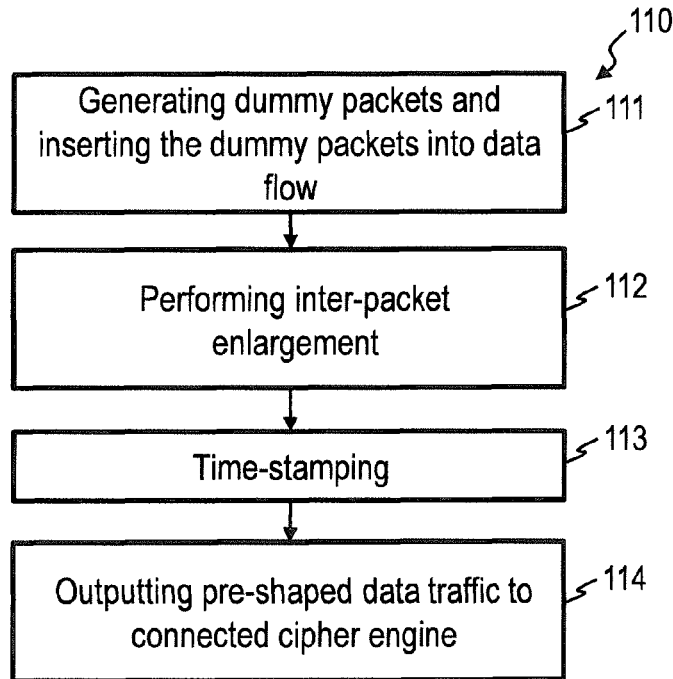 110
Generating dummy packets and
inserting the dummy packets into data
flow
111
Performing inter-packet
enlargement
112
Time-stamping
113
Outputting pre-shaped data traffic to
connected cipher engine
114